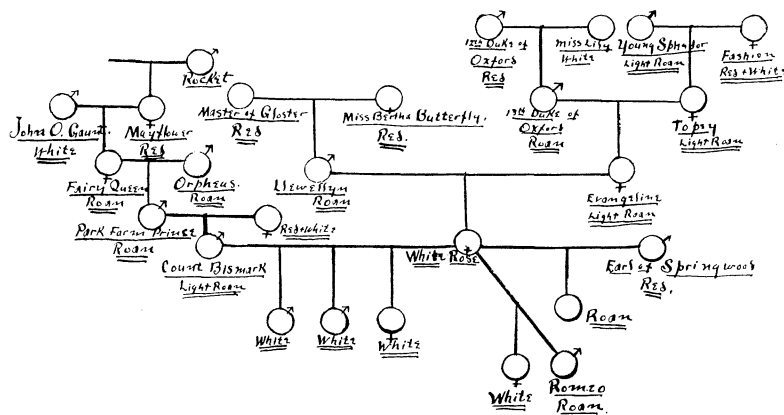 12th Duke of
Oxford
Red
Miss Lily
White
Young Splendor
Light Roan
Fashion
Red & White
Rocket
John O. Gaunt
White
Mayflower
Red
Master of Gloster
Red
Miss Bertha Butterfly.
Red.
13th Duke of
Oxford
Roan
Topsy
Light Roan
Fairy Queen
Roan
Orpheus.
Roan
Llewellyn
Roan
Evangeline
Light Roan
Park Farm Prince
Roan
Red & White
Count Bismark
Light Roan
White Rose
Earl of Springwood
Red.
White
White
White
Roan
White
Romeo
Roan.